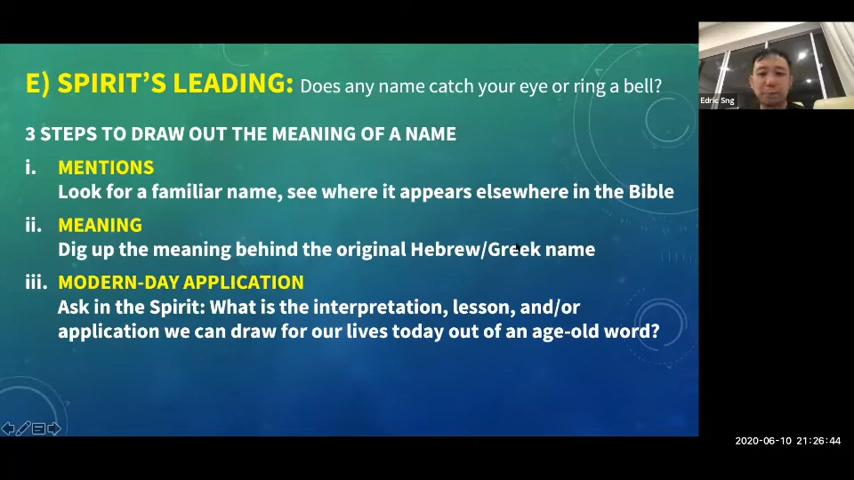 E) SPIRIT'S LEADING: Does any name catch your eye or ring a bell?
3 STEPS TO DRAW OUT THE MEANING OF A NAME
i. MENTIONS
Look for a familiar name, see where it appears elsewhere in the Bible
ii. MEANING
Dig up the meaning behind the original Hebrew/Greek name
iii. MODERN-DAY APPLICATION
Ask in the Spirit: What is the interpretation, lesson, and/or
application we can draw for our lives today out of an age-old word?
Edric Sng
2020-06-10 21:26:44